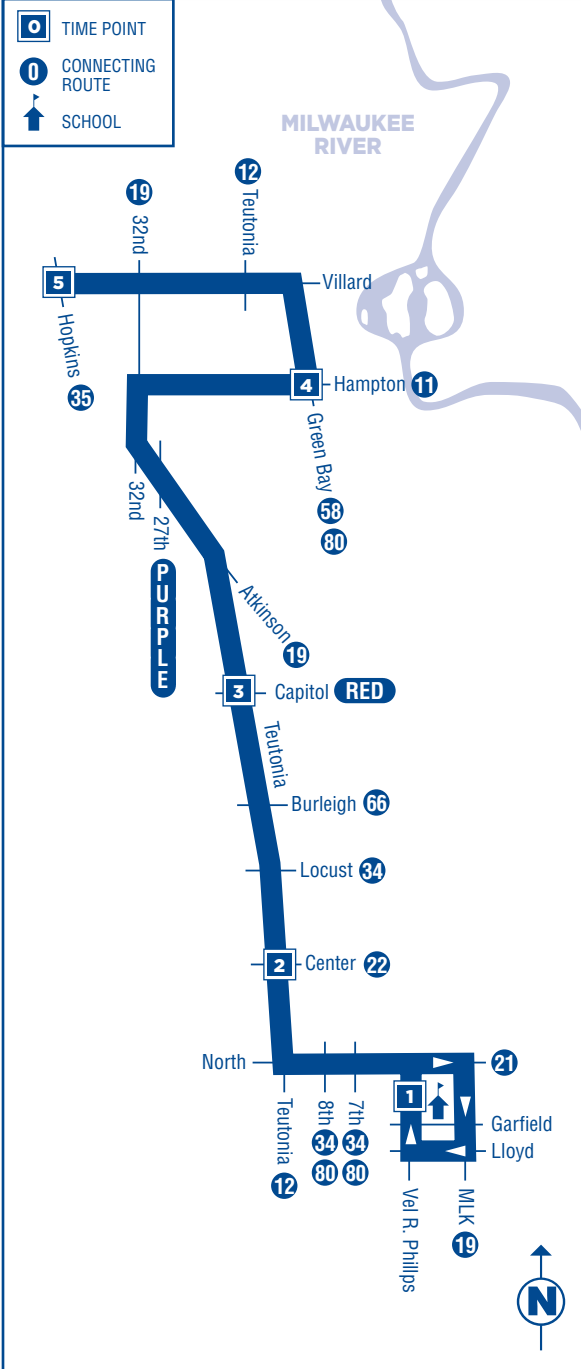 0 TIME POINT
0 CONNECTING
ROUTE
SCHOOL
MILWAUKEE
RIVER
12
Teutonia
19
32nd
5
Villard
Hopkins
35
4
Hampton 11
Green Bay
58
80
32nd
27th
PURPLE
Atkinson
19
3
Capitol RED
Teutonia
Burleigh 66
Locust 34
2
Center 22
North
21
1
Garfield
Lloyd
Teutonia
12
8th
34
80
7th
34
80
Vel R. Phillps
MLK
19
N